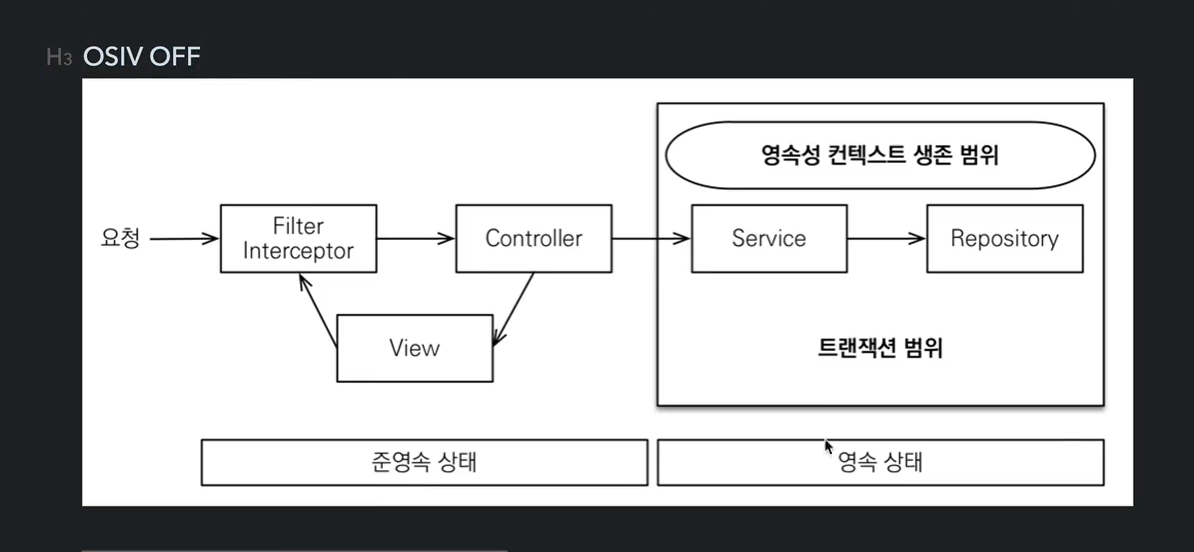 H3 OSIV OFF
영속성 컨텍스트 생존 범위
요청
Filter
Interceptor
Controller
Service
Repository
View
트랜잭션 범위
준영속 상태
영속 상태